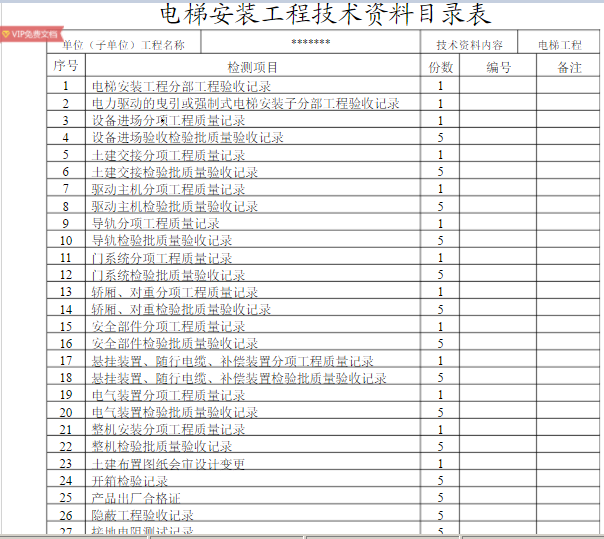 电梯安装工程技术资料目录表
VIP免费文档
单位（子单位）工程名称 ******* 技术资料内容 电梯工程
序号 检测项目 份数 编号 备注
1 电梯安装工程分部工程验收记录 1
2 电力驱动的曳引或强制式电梯安装子分部工程验收记录 1
3 设备进场分项工程质量记录 1
4 设备进场验收检验批质量验收记录 5
5 土建交接分项工程质量记录 1
6 土建交接检验批质量验收记录 5
7 驱动主机分项工程质量记录 1
8 驱动主机检验批质量验收记录 5
9 导轨分项工程质量记录 1
10 导轨检验批质量验收记录 5
11 门系统分项工程质量记录 1
12 门系统检验批质量验收记录 5
13 轿厢、对重分项工程质量记录 1
14 轿厢、对重检验批质量验收记录 5
15 安全部件分项工程质量记录 1
16 安全部件检验批质量验收记录 5
17 悬挂装置、随行电缆、补偿装置分项工程质量记录 1
18 悬挂装置、随行电缆、补偿装置检验批质量验收记录 5
19 电气装置分项工程质量记录 1
20 电气装置检验批质量验收记录 5
21 整机安装分项工程质量记录 1
22 整机检验批质量验收记录 5
23 土建布置图纸会审设计变更 1
24 开箱检验记录 5
25 产品出厂合格证 5
26 隐蔽工程验收记录 5
27 接地电阻测试记录 5